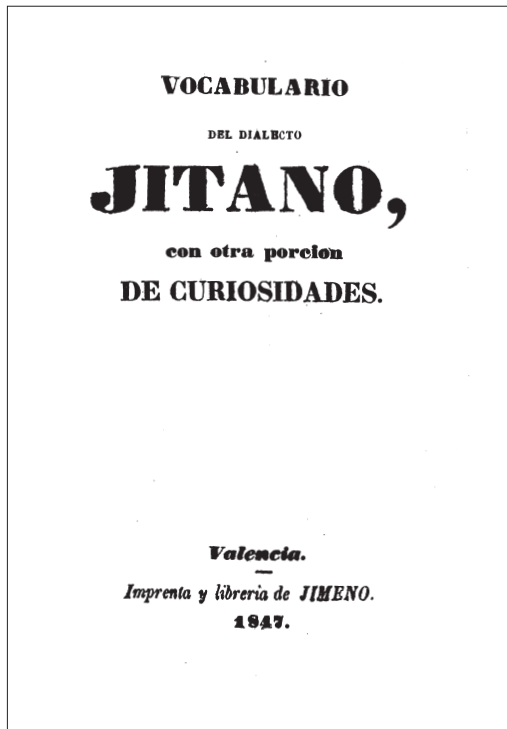 VOCABULARIO
DEL DIALECTO
JITANO,
con otra porcion
DE CURIOSIDADES.
Valencia.
Imprenta y libreria de JIMENO.
1847.